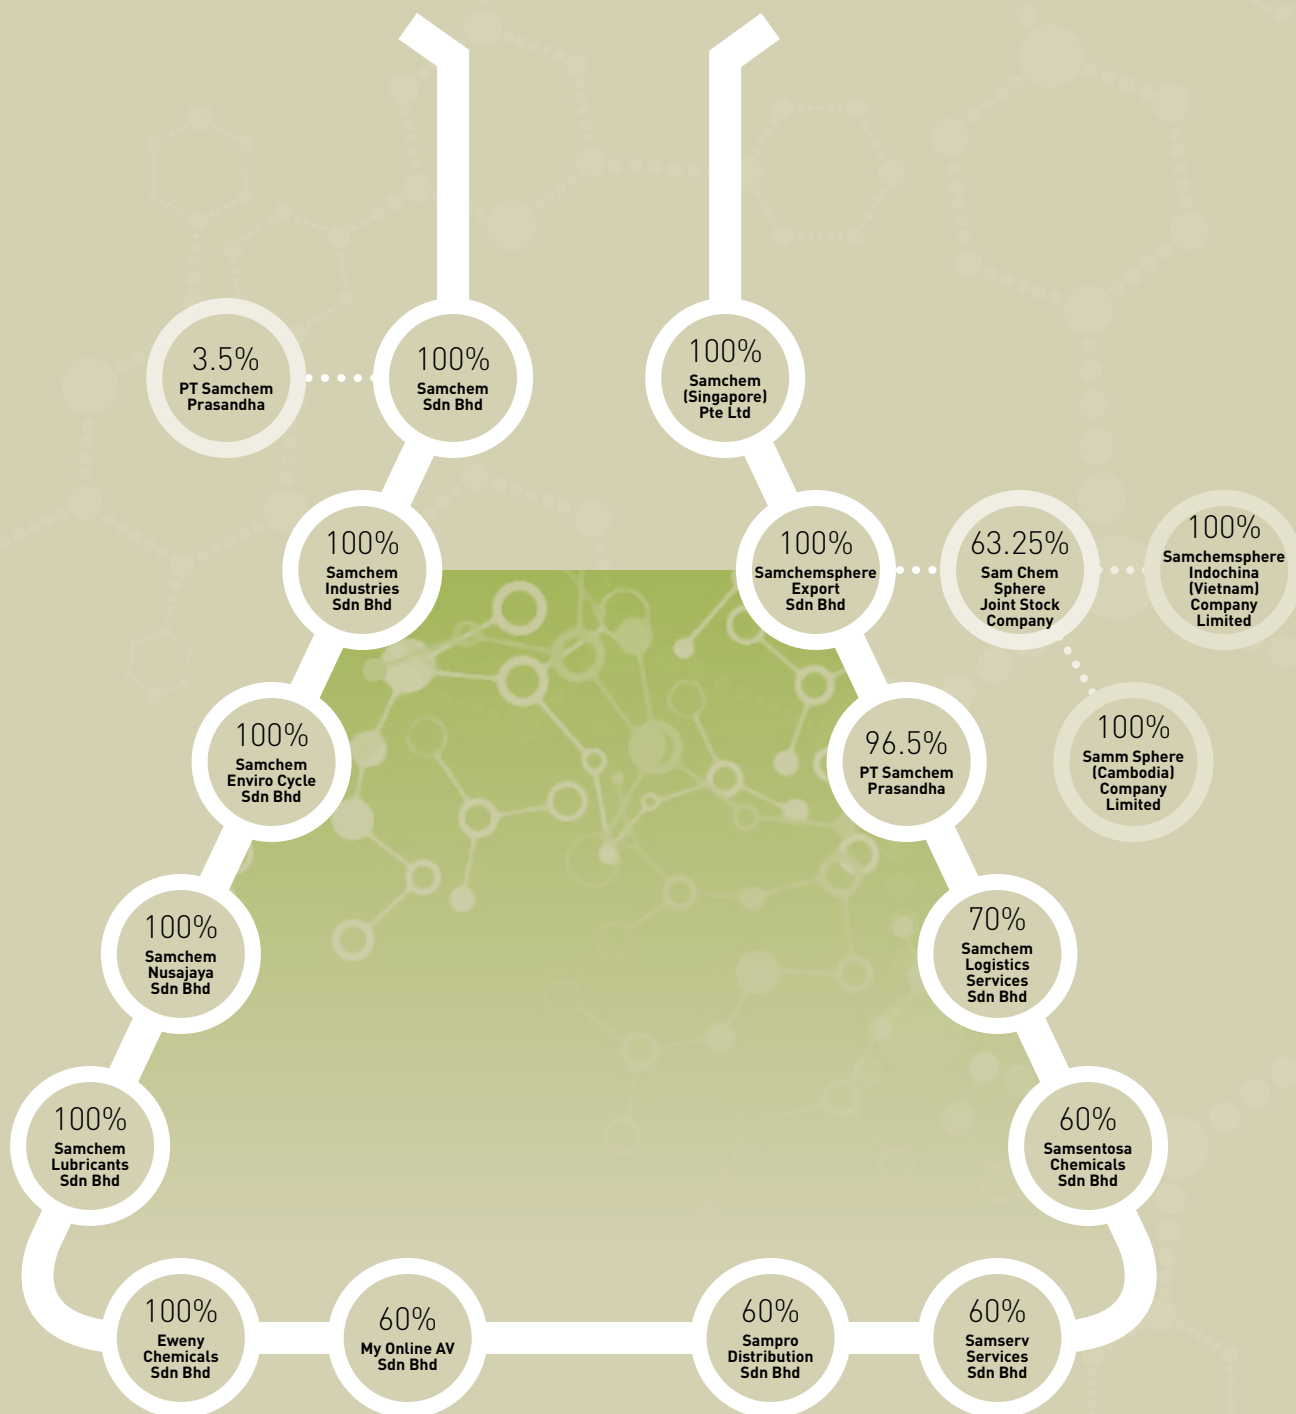 3.5%
PT Samchem
Prasandha
100%
Samchem
Sdn Bhd
100%
Samchem
(Singapore)
Pte Ltd
100%
Samchem
Industries
Sdn Bhd
100%
Samchemsphere
Export
Sdn Bhd
63.25%
Sam Chem
Sphere
Joint Stock
Company
100%
Samchemsphere
Indochina
(Vietnam)
Company
Limited
100%
Samchem
Enviro Cycle
Sdn Bhd
96.5%
PT Samchem
Prasandha
100%
Samm Sphere
(Cambodia)
Company
Limited
100%
Samchem
Nusajaya
Sdn Bhd
70%
Samchem
Logistics
Services
Sdn Bhd
100%
Samchem
Lubricants
Sdn Bhd
60%
Samsentosa
Chemicals
Sdn Bhd
100%
Eweny
Chemicals
Sdn Bhd
60%
My Online AV
Sdn Bhd
60%
Sampro
Distribution
Sdn Bhd
60%
Samserv
Services
Sdn Bhd